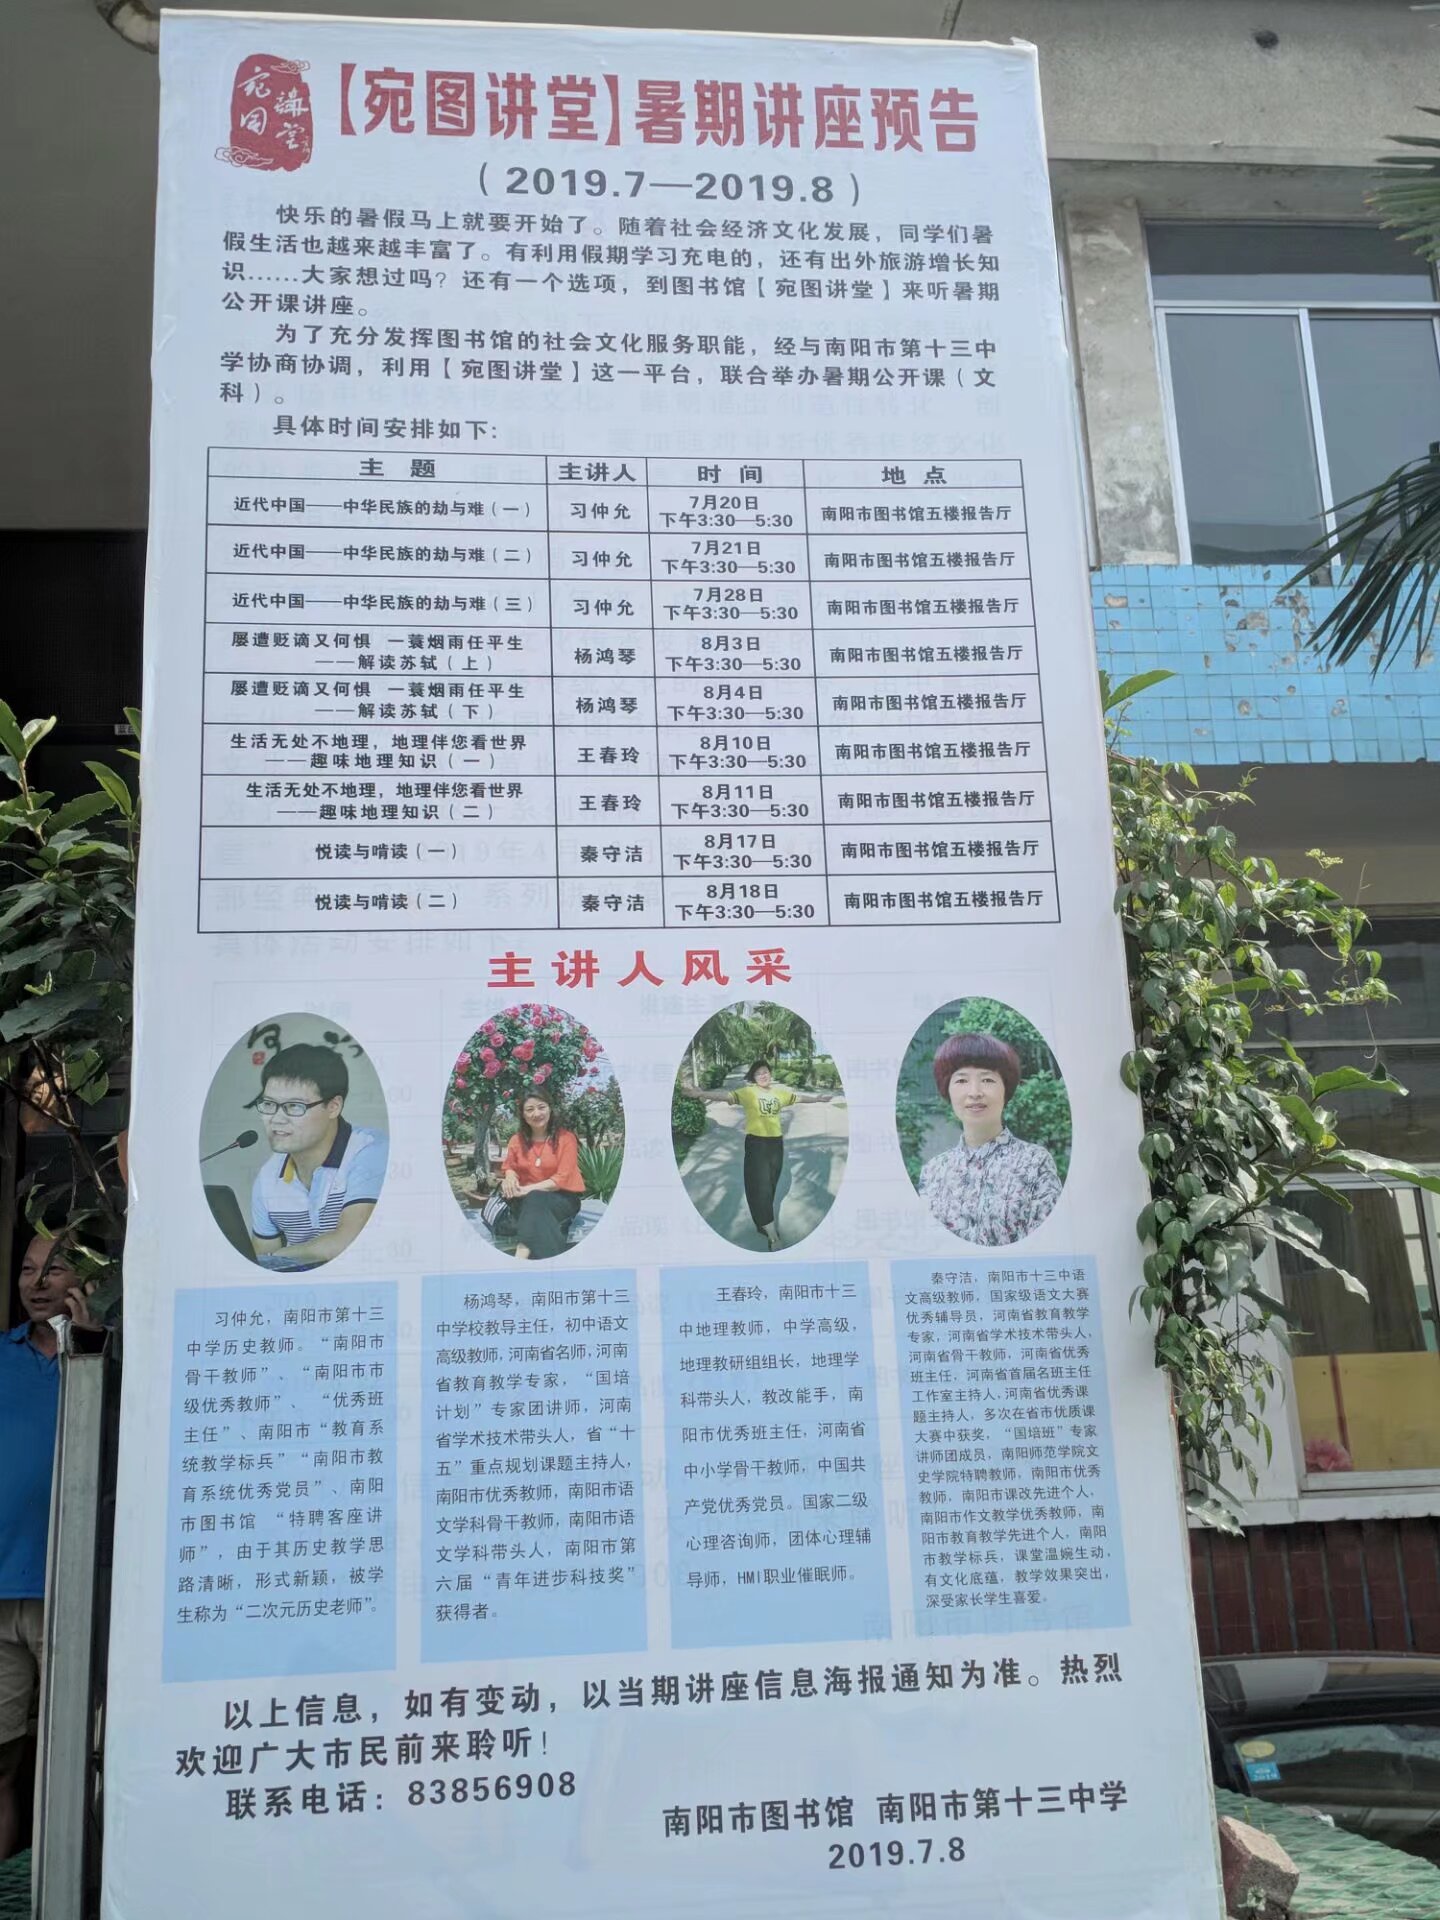 宛图
講堂
【宛图讲堂】暑期讲座预告
（2019.7—2019.8）
快乐的暑假马上就要开始了。随着社会经济文化发展，同学们暑
假生活也越来越丰富了。有利用假期学习充电的，还有出外旅游增长知
识……大家想过吗？还有一个选项，到图书馆【宛图讲堂】来听暑期
公开课讲座。
为了充分发挥图书馆的社会文化服务职能，经与南阳市第十三中
学协商协调，利用【宛图讲堂】这一平台，联合举办暑期公开课（文
科）。
具体时间安排如下：
主 题 主讲人 时 间 地 点
近代中国——中华民族的劫与难（一） 习仲允 7月20日 下午3:30—5:30 南阳市图书馆五楼报告厅
近代中国——中华民族的劫与难（二） 习仲允 7月21日 下午3:30—5:30 南阳市图书馆五楼报告厅
近代中国——中华民族的劫与难（三） 习仲允 7月28日 下午3:30—5:30 南阳市图书馆五楼报告厅
屡遭贬谪又何惧 一蓑烟雨任平生
——解读苏轼（上） 杨鸿琴 8月3日 下午3:30—5:30 南阳市图书馆五楼报告厅
屡遭贬谪又何惧 一蓑烟雨任平生
——解读苏轼（下） 杨鸿琴 8月4日 下午3:30—5:30 南阳市图书馆五楼报告厅
生活无处不地理，地理伴您看世界
——趣味地理知识（一） 王春玲 8月10日 下午3:30—5:30 南阳市图书馆五楼报告厅
生活无处不地理，地理伴您看世界
——趣味地理知识（二） 王春玲 8月11日 下午3:30—5:30 南阳市图书馆五楼报告厅
悦读与啃读（一） 秦守洁 8月17日 下午3:30—5:30 南阳市图书馆五楼报告厅
悦读与啃读（二） 秦守洁 8月18日 下午3:30—5:30 南阳市图书馆五楼报告厅
主讲人风采
习仲允，南阳市第十三
中学历史教师。“南阳市
骨干教师”、“南阳市市
级优秀教师”、“优秀班
主任”、南阳市“教育系
统教学标兵”“南阳市教
育系统优秀党员”、南阳
市图书馆 “特聘客座讲
师”，由于其历史教学思
路清晰，形式新颖，被学
生称为“二次元历史老师”。
杨鸿琴，南阳市第十三
中学校教导主任，初中语文
高级教师，河南省名师，河南
省教育教学专家，“国培
计划”专家团讲师，河南
省学术技术带头人，省“十
五”重点规划课题主持人，
南阳市优秀教师，南阳市语
文学科骨干教师，南阳市语
文学科带头人，南阳市第
六届“青年进步科技奖”
获得者。
王春玲，南阳市十三
中地理教师，中学高级，
地理教研组组长，地理学
科带头人，教改能手，南
阳市优秀班主任，河南省
中小学骨干教师，中国共
产党优秀党员。国家二级
心理咨询师，团体心理辅
导师，HMI职业催眠师。
秦守洁，南阳市十三中语
文高级教师，国家级语文大赛
优秀辅导员，河南省教育教学
专家，河南省学术技术带头人，
河南省骨干教师，河南省优秀
班主任，河南省首届名班主任
工作室主持人，河南省优秀课
题主持人，多次在省市优质课
大赛中获奖，“国培班”专家
讲师团成员，南阳师范学院文
史学院特聘教师，南阳市优秀
教师，南阳市课改先进个人，
南阳市作文教学优秀教师，南
阳市教育教学先进个人，南阳
市教学标兵，课堂温婉生动，
有文化底蕴，教学效果突出，
深受家长学生喜爱。
以上信息，如有变动，以当期讲座信息海报通知为准。热烈
欢迎广大市民前来聆听！
联系电话：83856908
南阳市图书馆 南阳市第十三中学
2019.7.8